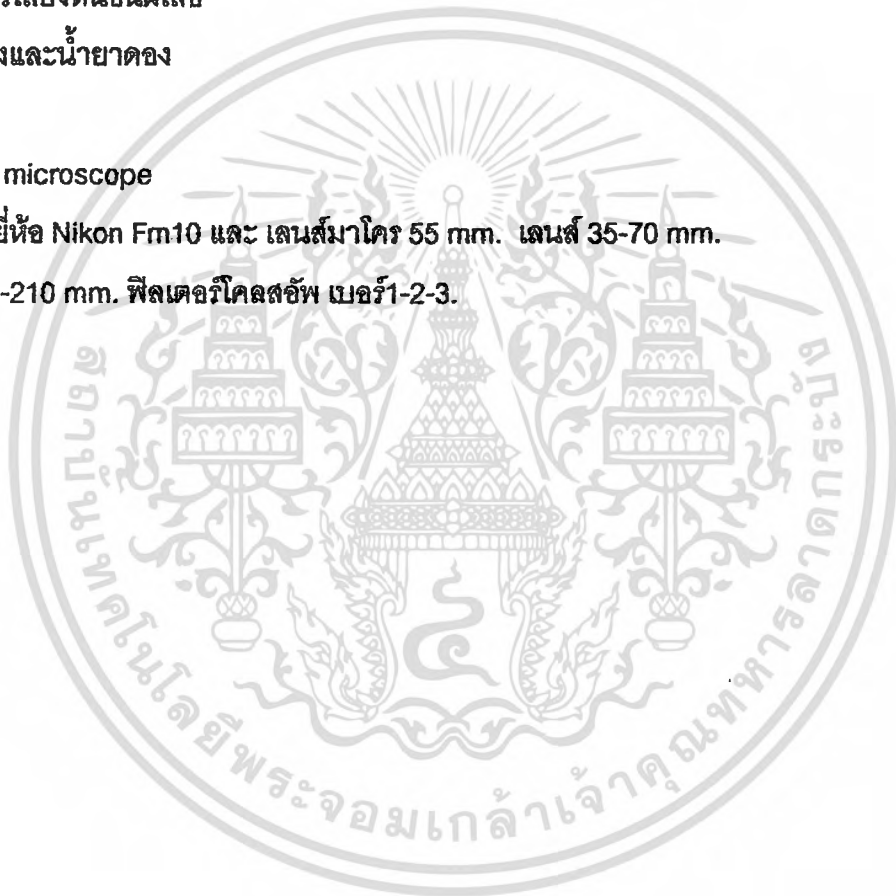 และน้ำยาดอง
microscope
ยี่ห้อ Nikon Fm10 และ เลนส์มาโคร 55 mm. เลนส์ 35-70 mm.
-210 mm. ฟิลเตอร์โคลสอัพ เบอร์1-2-3.
สถาบันเทคโนโลยีพระจอมเกล้าเจ้าคุณทหารลาดกระบัง